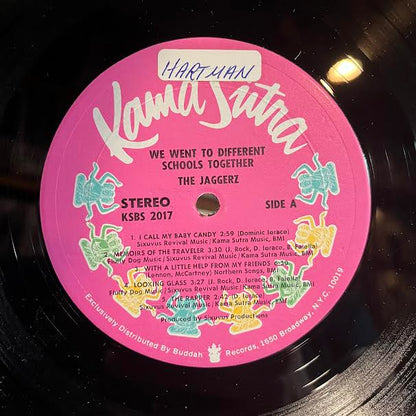 HARTMAN
Kama Sutra
WE WENT TO DIFFERENT
SCHOOLS TOGETHER
THE JAGGERZ
STEREO
KSBS 2017
SIDE A
1. I CALL MY BABY CANDY 2:59 (Dominic Ierace)
Sixuvus Revival Music/Kama Sutra Music, BMI
2. MEMOIRS OF THE TRAVELER 3:30 (J. Rock, D. Ierace, B. Faiella)
Fluffy Dog Music/Sixuvus Revival Music/Kama Sutra Music, BMI
WITH A LITTLE HELP FROM MY FRIENDS 6:20
(Lennon, McCartney) Northern Songs, BMI
4. LOOKING GLASS 3:27 (J. Rock, D. Ierace, B. Faiella)
Fluffy Dog Music/Sixuvus Revival Music/Kama Sutra Music, BMI
5. THE RAPPER 2:42 (D. Ierace)
Sixuvus Revival Music/Kama Sutra Music, BMI
Produced by Sixuvus Productions
Exclusively Distributed By Buddah Records, 1650 Broadway, N.Y.C. 10019